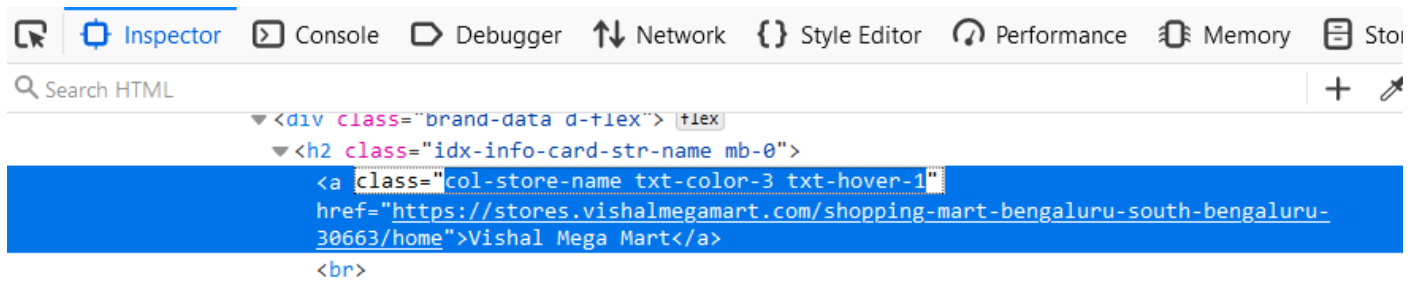 Inspector Console Debugger Network {} Style Editor Performance Memory Stor
Search HTML +
<div class="brand-data d-flex"> flex
<h2 class="idx-info-card-str-name mb-0">
<a class="col-store-name txt-color-3 txt-hover-1"
href="https://stores.vishalmegamart.com/shopping-mart-bengaluru-south-bengaluru-
30663/home">Vishal Mega Mart</a>
<br>